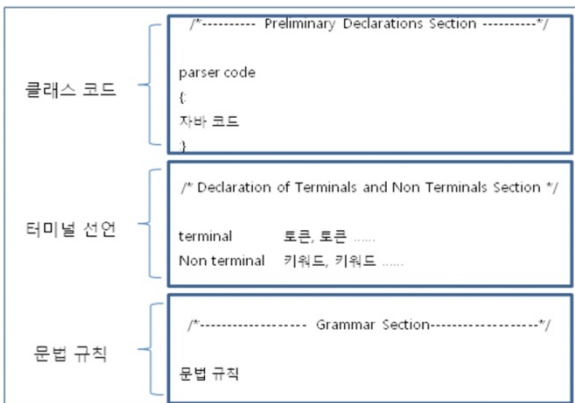 /*---------- Preliminary Declarations Section ----------*/
클래스 코드
parser code
{:
자바 코드
:}
/* Declaration of Terminals and Non Terminals Section */
터미널 선언
terminal 토큰, 토큰 ......
Non terminal 키워드, 키워드 ......
/*------------------- Grammar Section-------------------*/
문법 규칙
문법 규칙